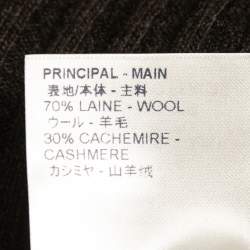 PRINCIPAL - MAIN
表地/本体 - 主料
70% LAINE - WOOL
ウール - 羊毛
30% CACHEMIRE -
CASHMERE
カシミヤ - 山羊绒